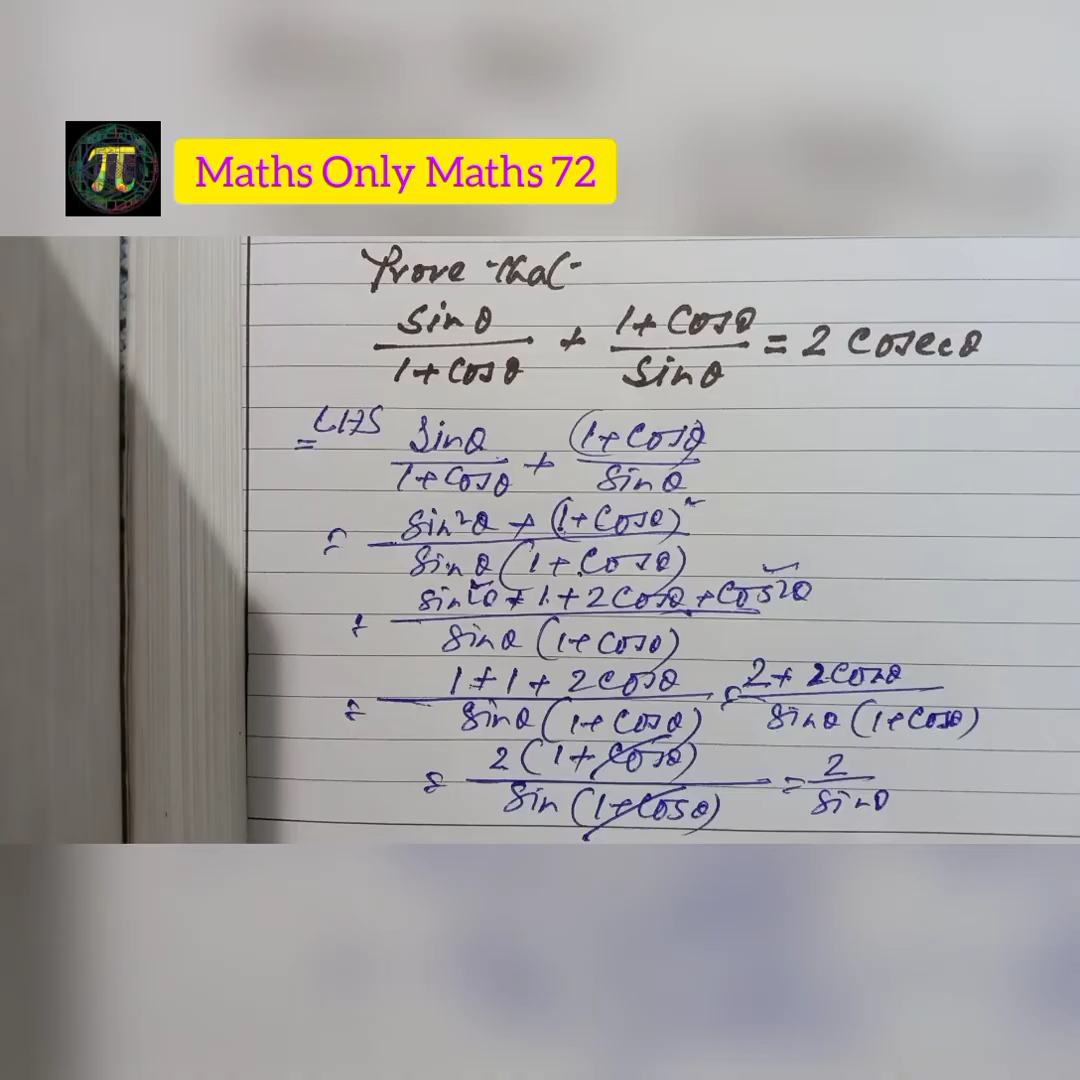 Maths Only Maths 72
Prove that
sinθ/1+cosθ + 1+cosθ/sinθ = 2 cosecθ
= LHS sinθ/1+cosθ + (1+cosθ)/sinθ
= sin²θ + (1+cosθ)²/sinθ(1+cosθ)
= sin²θ + 1 + 2cosθ + cos²θ/sinθ(1+cosθ)
= 1+1+2cosθ/sinθ(1+cosθ) = 2+2cosθ/sinθ(1+cosθ)
= 2(1+cosθ)/sin(1+cosθ) = 2/sinθ